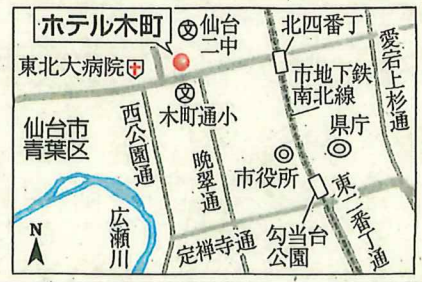 ホテル木町
文
仙台
二中
北四番丁
愛宕上杉通
東北大病院
文
木町通小
市地下鉄
南北線
仙台市
青葉区
西公園通
晩翠通
県庁
市役所
東二番丁通
広瀬川
定禅寺通
勾当台
公園
N